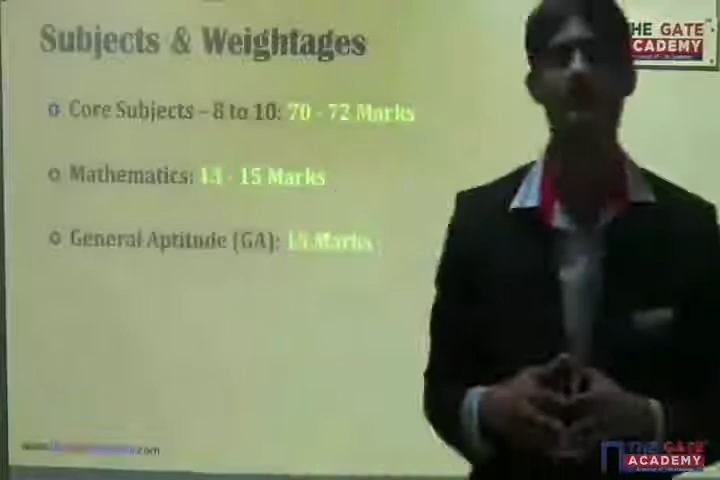 Subjects & Weightages
THE GATE
ACADEMY
Core Subjects – 8 to 10: 70 - 72 Marks
Mathematics: 13 - 15 Marks
General Aptitude (GA): 15 Marks
.com
THE GATE
ACADEMY